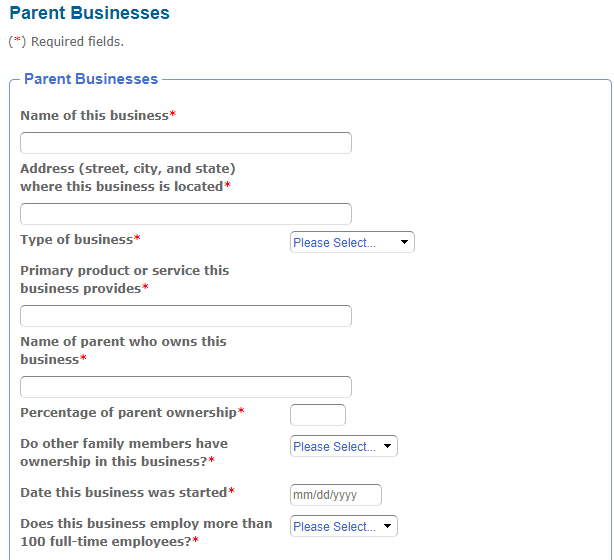 Parent Businesses
(*) Required fields.
Parent Businesses
Name of this business*
Address (street, city, and state)
where this business is located*
Type of business*
Please Select...
Primary product or service this
business provides*
Name of parent who owns this
business*
Percentage of parent ownership*
Do other family members have
ownership in this business?*
Please Select...
Date this business was started*
mm/dd/yyyy
Does this business employ more than
100 full-time employees?*
Please Select...